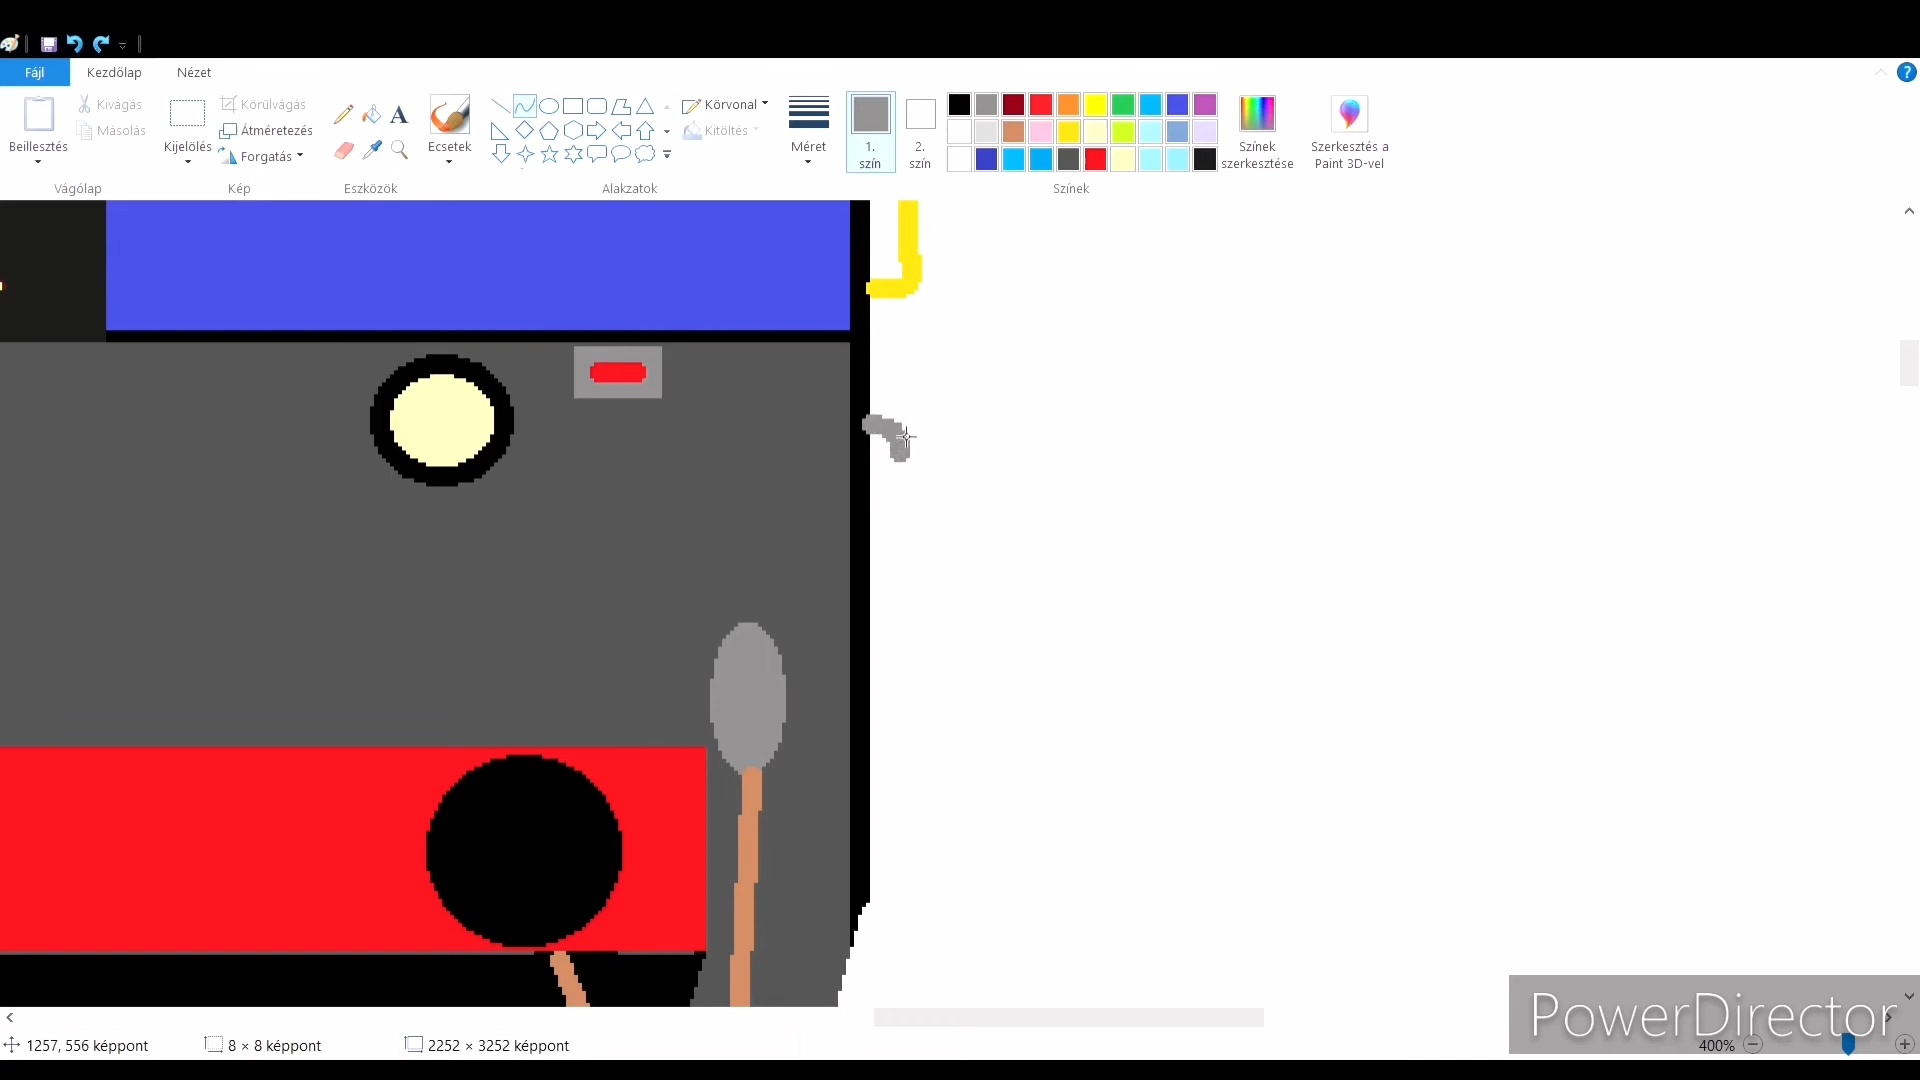 Fájl Kezdőlap Nézet
Kivágás
Másolás
Beillesztés
Vágólap
Körülvágás
Átméretezés
Forgatás
Kijelölés
Kép
A
Eszközök
Ecsetek
Alakzatok
Körvonal
Kitöltés
Méret
1.
szín
2.
szín
Színek
szerkesztése
Színek
Szerkesztés a
Paint 3D-vel
?
PowerDirector
1257, 556 képpont 8 × 8 képpont 2252 × 3252 képpont 400%